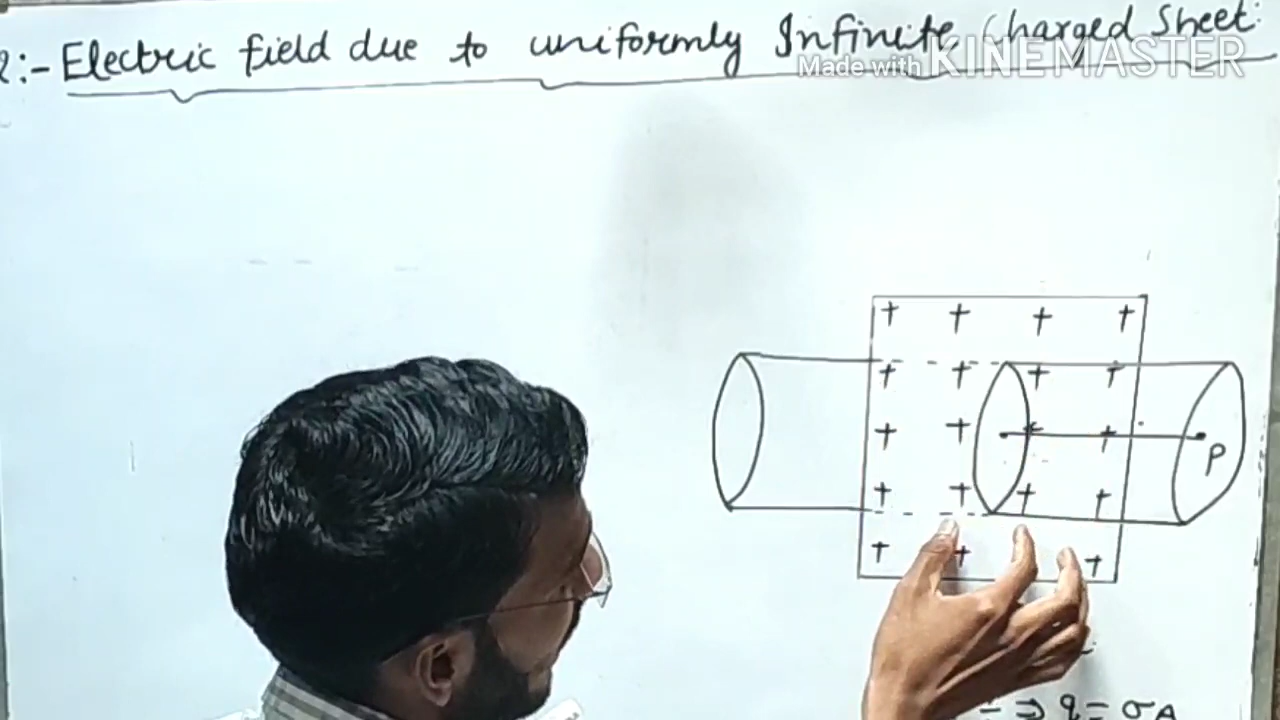 2:- Electric field due to uniformly Infinite Charged Sheet:
Made with KINEMASTER
+ + + +
+ + + +
+ + + +
P
+ + + +
+ + +
⇒ q = σA